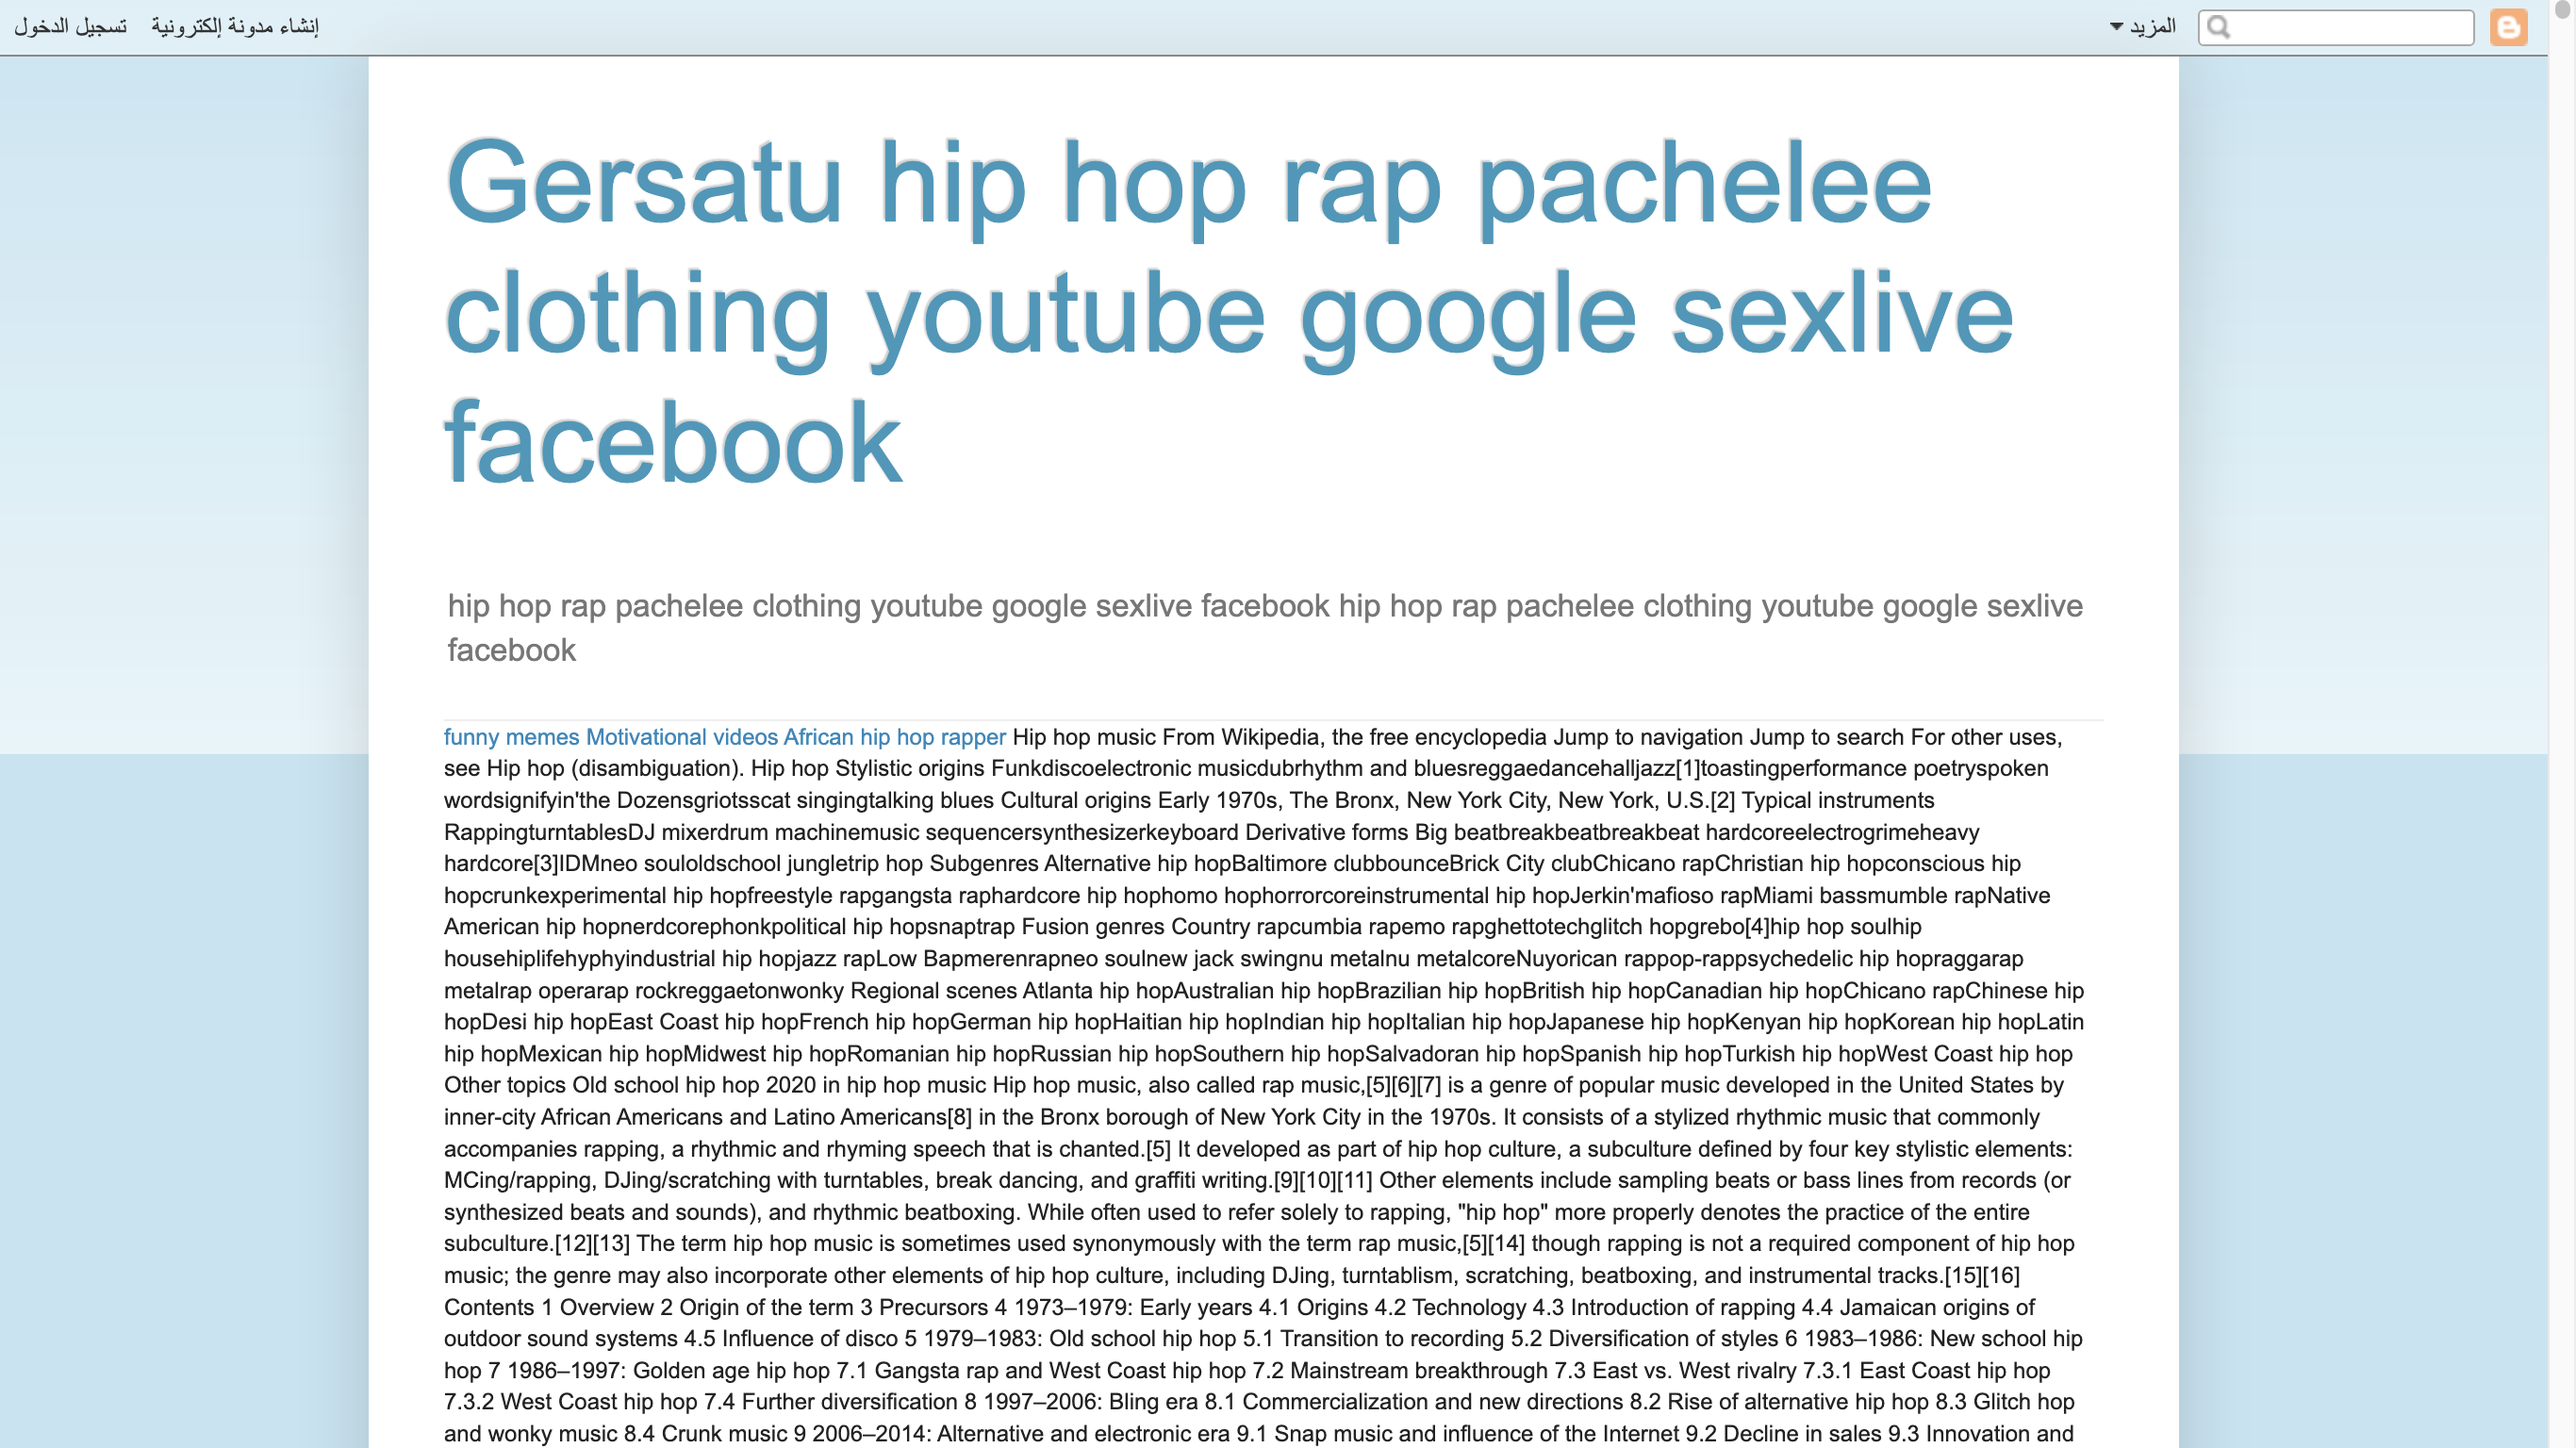 تسجيل الدخول
إنشاء مدونة إلكترونية
المزيد
Gersatu hip hop rap pachelee
clothing youtube google sexlive
facebook
hip hop rap pachelee clothing youtube google sexlive facebook hip hop rap pachelee clothing youtube google sexlive
facebook
funny memes Motivational videos African hip hop rapper Hip hop music From Wikipedia, the free encyclopedia Jump to navigation Jump to search For other uses,
see Hip hop (disambiguation). Hip hop Stylistic origins Funkdiscoelectronic musicdubrhythm and bluesreggaedancehalljazz[1]toastingperformance poetryspoken
wordsignifyin'the Dozensgriotsscat singingtalking blues Cultural origins Early 1970s, The Bronx, New York City, New York, U.S.[2] Typical instruments
RappingturntablesDJ mixerdrum machinemusic sequencersynthesizerkeyboard Derivative forms Big beatbreakbeatbreakbeat hardcoreelectrogrimeheavy
hardcore[3]IDMneo souloldschool jungletrip hop Subgenres Alternative hip hopBaltimore clubbounceBrick City clubChicano rapChristian hip hopconscious hip
hopcrunkexperimental hip hopfreestyle rapgangsta raphardcore hip hophomo hophorrorcoreinstrumental hip hopJerkin'mafioso rapMiami bassmumble rapNative
American hip hopnerdcorephonkpolitical hip hopsnaptrap Fusion genres Country rapcumbia rapemo rapghettotechglitch hopgrebo[4]hip hop soulhip
househiplifehyphyindustrial hip hopjazz rapLow Bapmerenrapneo soulnew jack swingnu metalnu metalcoreNuyorican rappop-rappsychedelic hip hopraggarap
metalrap operarap rockreggaetonwonky Regional scenes Atlanta hip hopAustralian hip hopBrazilian hip hopBritish hip hopCanadian hip hopChicano rapChinese hip
hopDesi hip hopEast Coast hip hopFrench hip hopGerman hip hopHaitian hip hopIndian hip hopItalian hip hopJapanese hip hopKenyan hip hopKorean hip hopLatin
hip hopMexican hip hopMidwest hip hopRomanian hip hopRussian hip hopSouthern hip hopSalvadoran hip hopSpanish hip hopTurkish hip hopWest Coast hip hop
Other topics Old school hip hop 2020 in hip hop music Hip hop music, also called rap music,[5][6][7] is a genre of popular music developed in the United States by
inner-city African Americans and Latino Americans[8] in the Bronx borough of New York City in the 1970s. It consists of a stylized rhythmic music that commonly
accompanies rapping, a rhythmic and rhyming speech that is chanted.[5] It developed as part of hip hop culture, a subculture defined by four key stylistic elements:
MCing/rapping, DJing/scratching with turntables, break dancing, and graffiti writing.[9][10][11] Other elements include sampling beats or bass lines from records (or
synthesized beats and sounds), and rhythmic beatboxing. While often used to refer solely to rapping, "hip hop" more properly denotes the practice of the entire
subculture.[12][13] The term hip hop music is sometimes used synonymously with the term rap music,[5][14] though rapping is not a required component of hip hop
music; the genre may also incorporate other elements of hip hop culture, including DJing, turntablism, scratching, beatboxing, and instrumental tracks.[15][16]
Contents 1 Overview 2 Origin of the term 3 Precursors 4 1973–1979: Early years 4.1 Origins 4.2 Technology 4.3 Introduction of rapping 4.4 Jamaican origins of
outdoor sound systems 4.5 Influence of disco 5 1979–1983: Old school hip hop 5.1 Transition to recording 5.2 Diversification of styles 6 1983–1986: New school hip
hop 7 1986–1997: Golden age hip hop 7.1 Gangsta rap and West Coast hip hop 7.2 Mainstream breakthrough 7.3 East vs. West rivalry 7.3.1 East Coast hip hop
7.3.2 West Coast hip hop 7.4 Further diversification 8 1997–2006: Bling era 8.1 Commercialization and new directions 8.2 Rise of alternative hip hop 8.3 Glitch hop
and wonky music 8.4 Crunk music 9 2006–2014: Alternative and electronic era 9.1 Snap music and influence of the Internet 9.2 Decline in sales 9.3 Innovation and